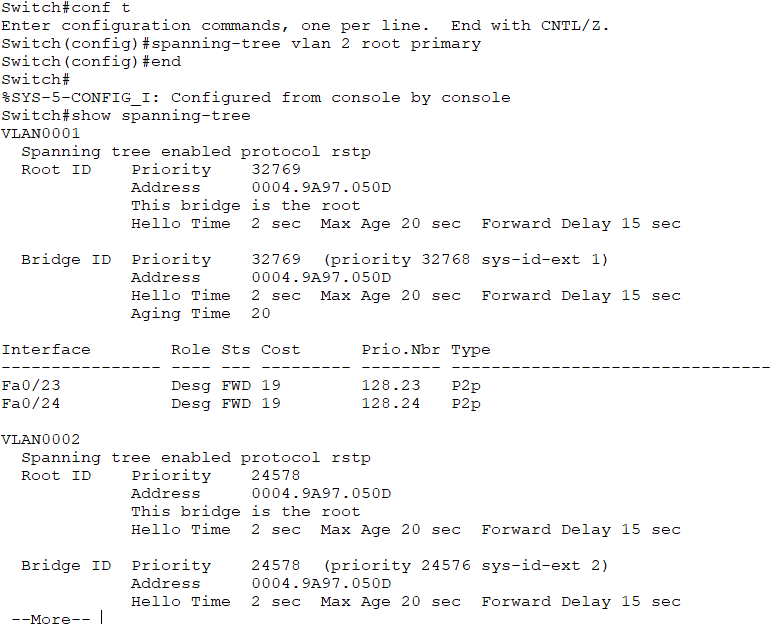 Switch#conf t
Enter configuration commands, one per line.  End with CNTL/Z.
Switch(config)#spanning-tree vlan 2 root primary
Switch(config)#end
Switch#
%SYS-5-CONFIG_I: Configured from console by console
Switch#show spanning-tree
VLAN0001
  Spanning tree enabled protocol rstp
  Root ID    Priority    32769
             Address     0004.9A97.050D
             This bridge is the root
             Hello Time  2 sec  Max Age 20 sec  Forward Delay 15 sec

  Bridge ID  Priority    32769  (priority 32768 sys-id-ext 1)
             Address     0004.9A97.050D
             Hello Time  2 sec  Max Age 20 sec  Forward Delay 15 sec
             Aging Time  20

Interface        Role Sts Cost      Prio.Nbr Type
---------------- ---- --- --------- -------- --------------------------------
Fa0/23           Desg FWD 19        128.23   P2p
Fa0/24           Desg FWD 19        128.24   P2p

VLAN0002
  Spanning tree enabled protocol rstp
  Root ID    Priority    24578
             Address     0004.9A97.050D
             This bridge is the root
             Hello Time  2 sec  Max Age 20 sec  Forward Delay 15 sec

  Bridge ID  Priority    24578  (priority 24576 sys-id-ext 2)
             Address     0004.9A97.050D
             Hello Time  2 sec  Max Age 20 sec  Forward Delay 15 sec
 --More--